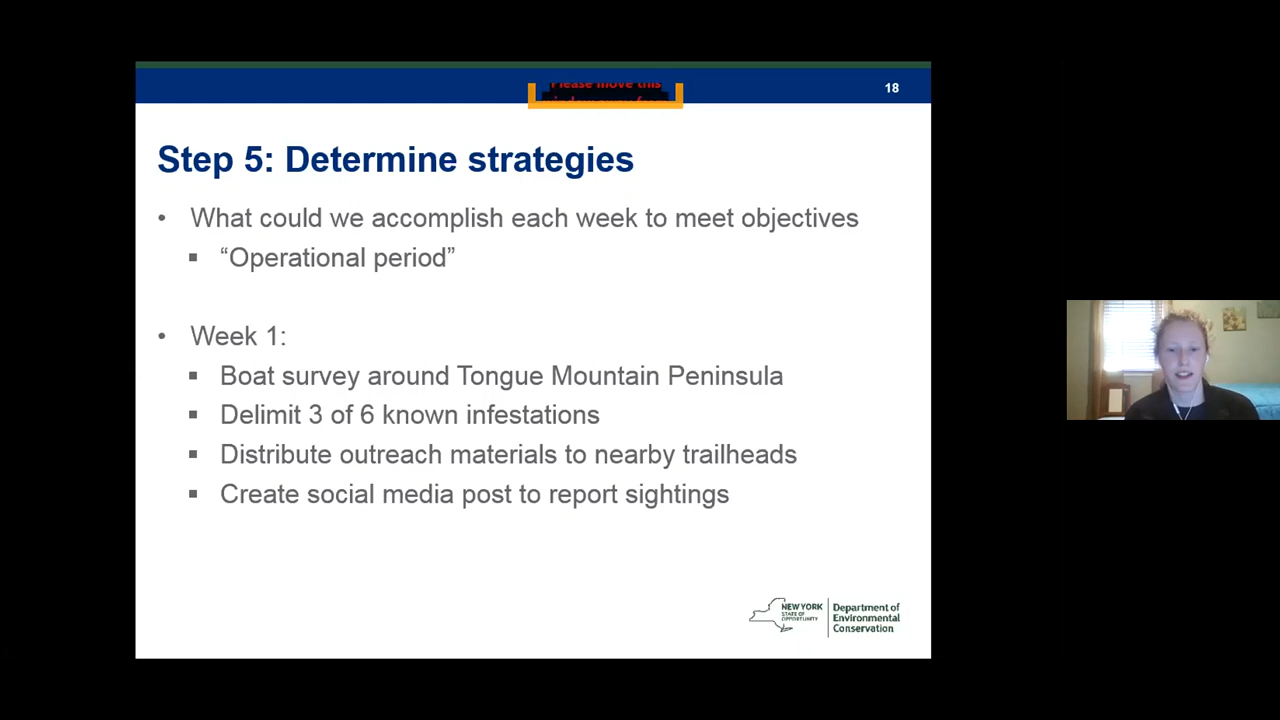 Please move this
18
Step 5: Determine strategies
• What could we accomplish each week to meet objectives
▪ “Operational period”
• Week 1:
▪ Boat survey around Tongue Mountain Peninsula
▪ Delimit 3 of 6 known infestations
▪ Distribute outreach materials to nearby trailheads
▪ Create social media post to report sightings
NEW YORK
STATE OF
OPPORTUNITY
Department of
Environmental
Conservation